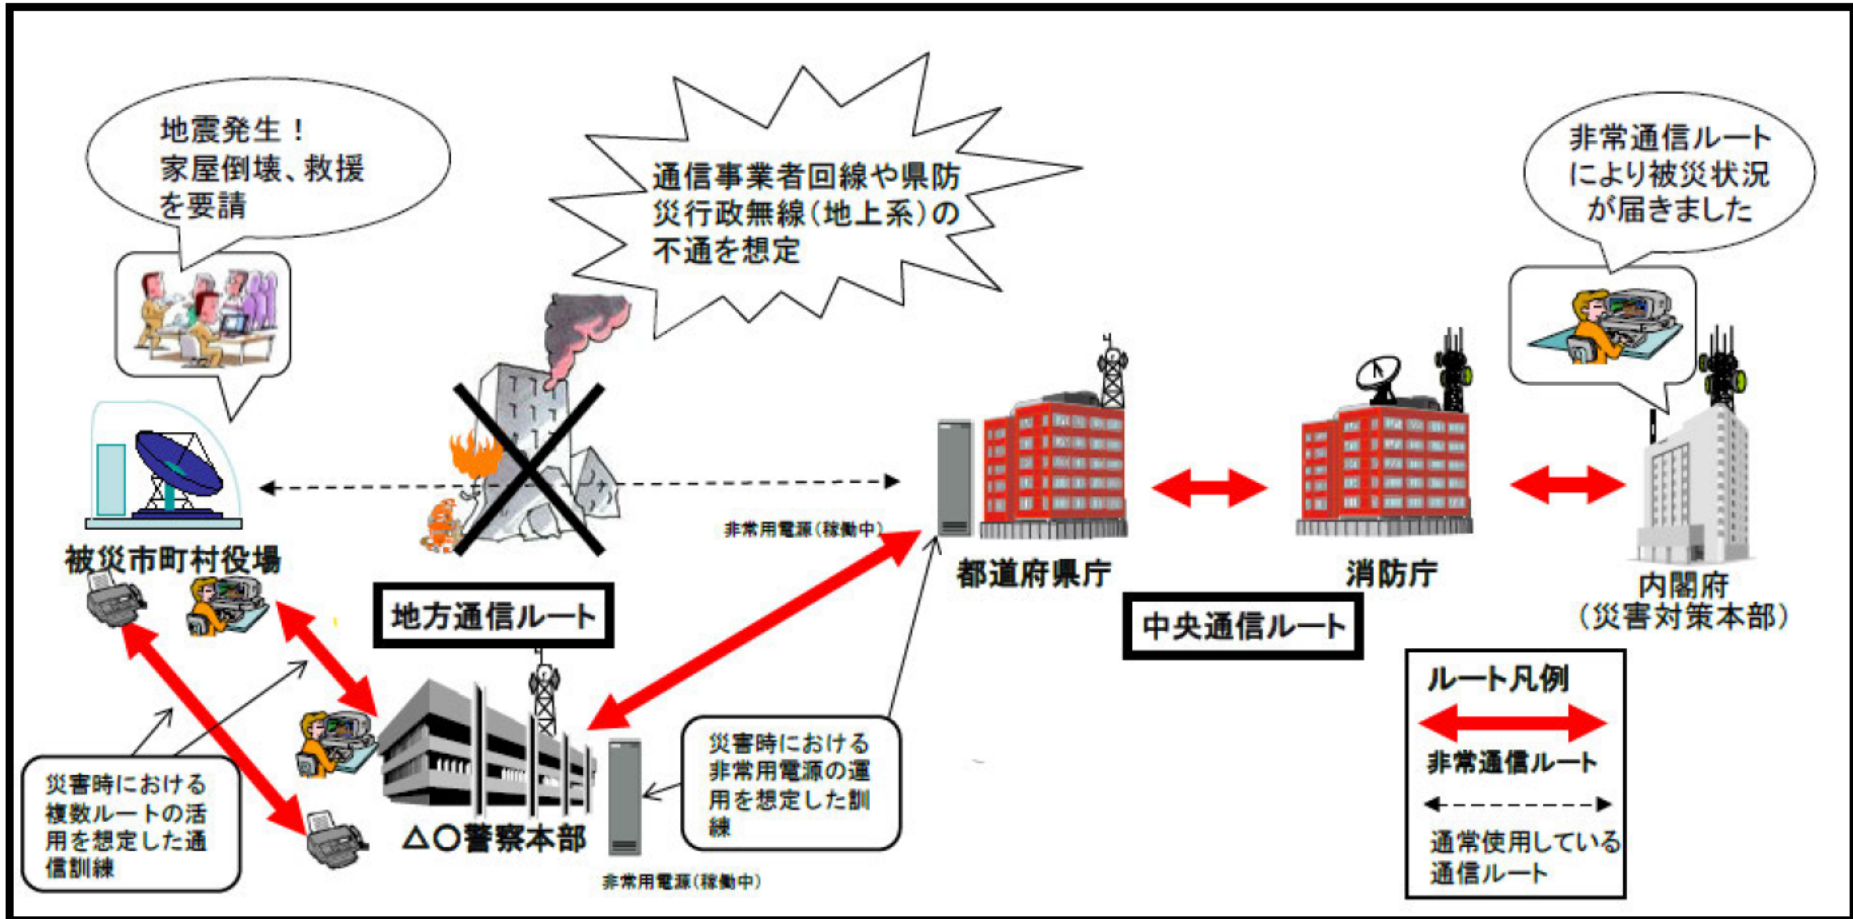 地震発生！
家屋倒壊、救援
を要請
通信事業者回線や県防
災行政無線(地上系)の
不通を想定
非常通信ルート
により被災状況
が届きました
非常用電源(稼働中)
被災市町村役場
都道府県庁
消防庁
内閣府
(災害対策本部)
地方通信ルート
中央通信ルート
災害時における
複数ルートの活
用を想定した通
信訓練
△〇警察本部
非常用電源(稼働中)
災害時における
非常用電源の運
用を想定した訓
練
ルート凡例
非常通信ルート
通常使用している
通信ルート